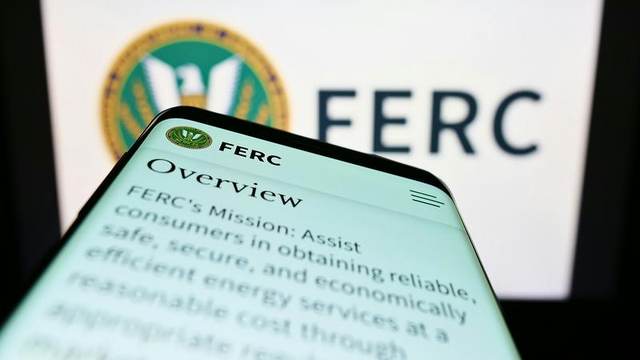 FERC
FERC
Overview
FERC's Mission: Assist
consumers in obtaining reliable,
safe, secure, and economically
efficient energy services at a
reasonable cost through
appropriate